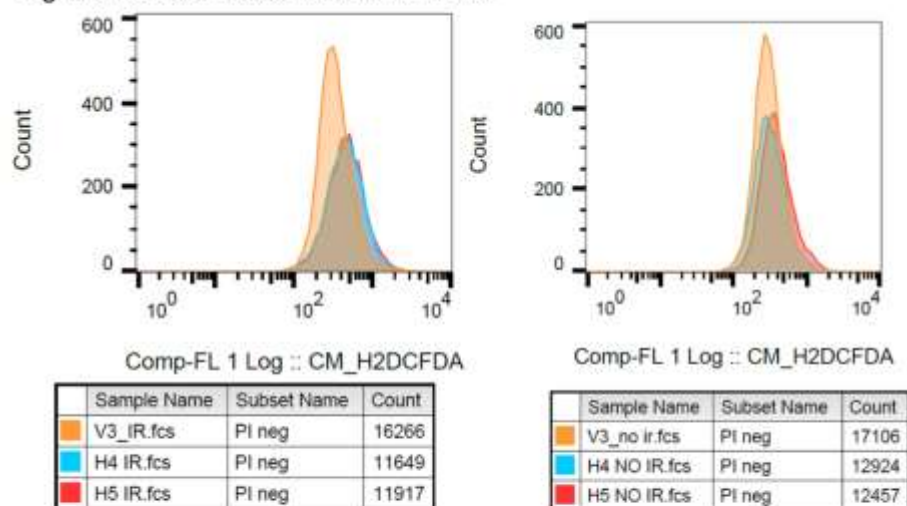 600
400
200
0
Count
10^0
10^2
10^4
Comp-FL 1 Log :: CM_H2DCFDA
Sample Name Subset Name Count
V3_IR.fcs PI neg 16266
H4 IR.fcs PI neg 11649
H5 IR.fcs PI neg 11917
600
400
200
0
Count
10^0
10^2
10^4
Comp-FL 1 Log :: CM_H2DCFDA
Sample Name Subset Name Count
V3_no ir.fcs PI neg 17106
H4 NO IR.fcs PI neg 12924
H5 NO IR.fcs PI neg 12457